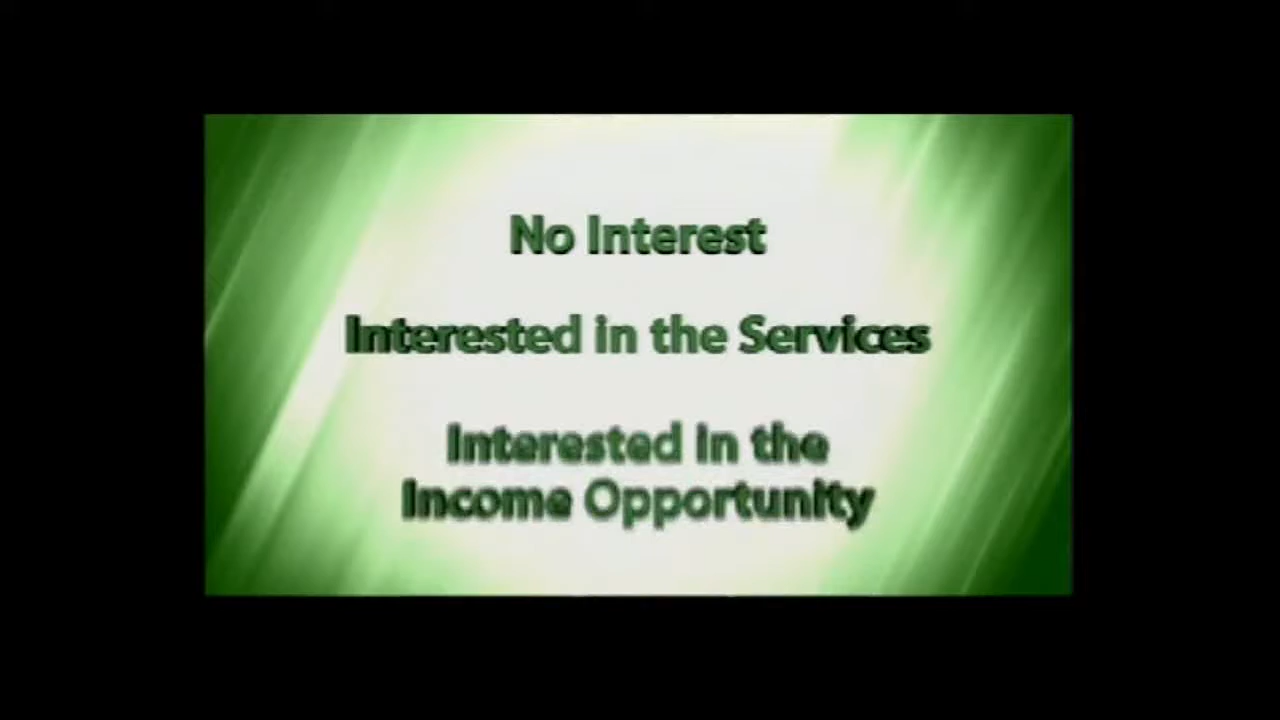 No Interest
Interested in the Services
Interested in the
Income Opportunity